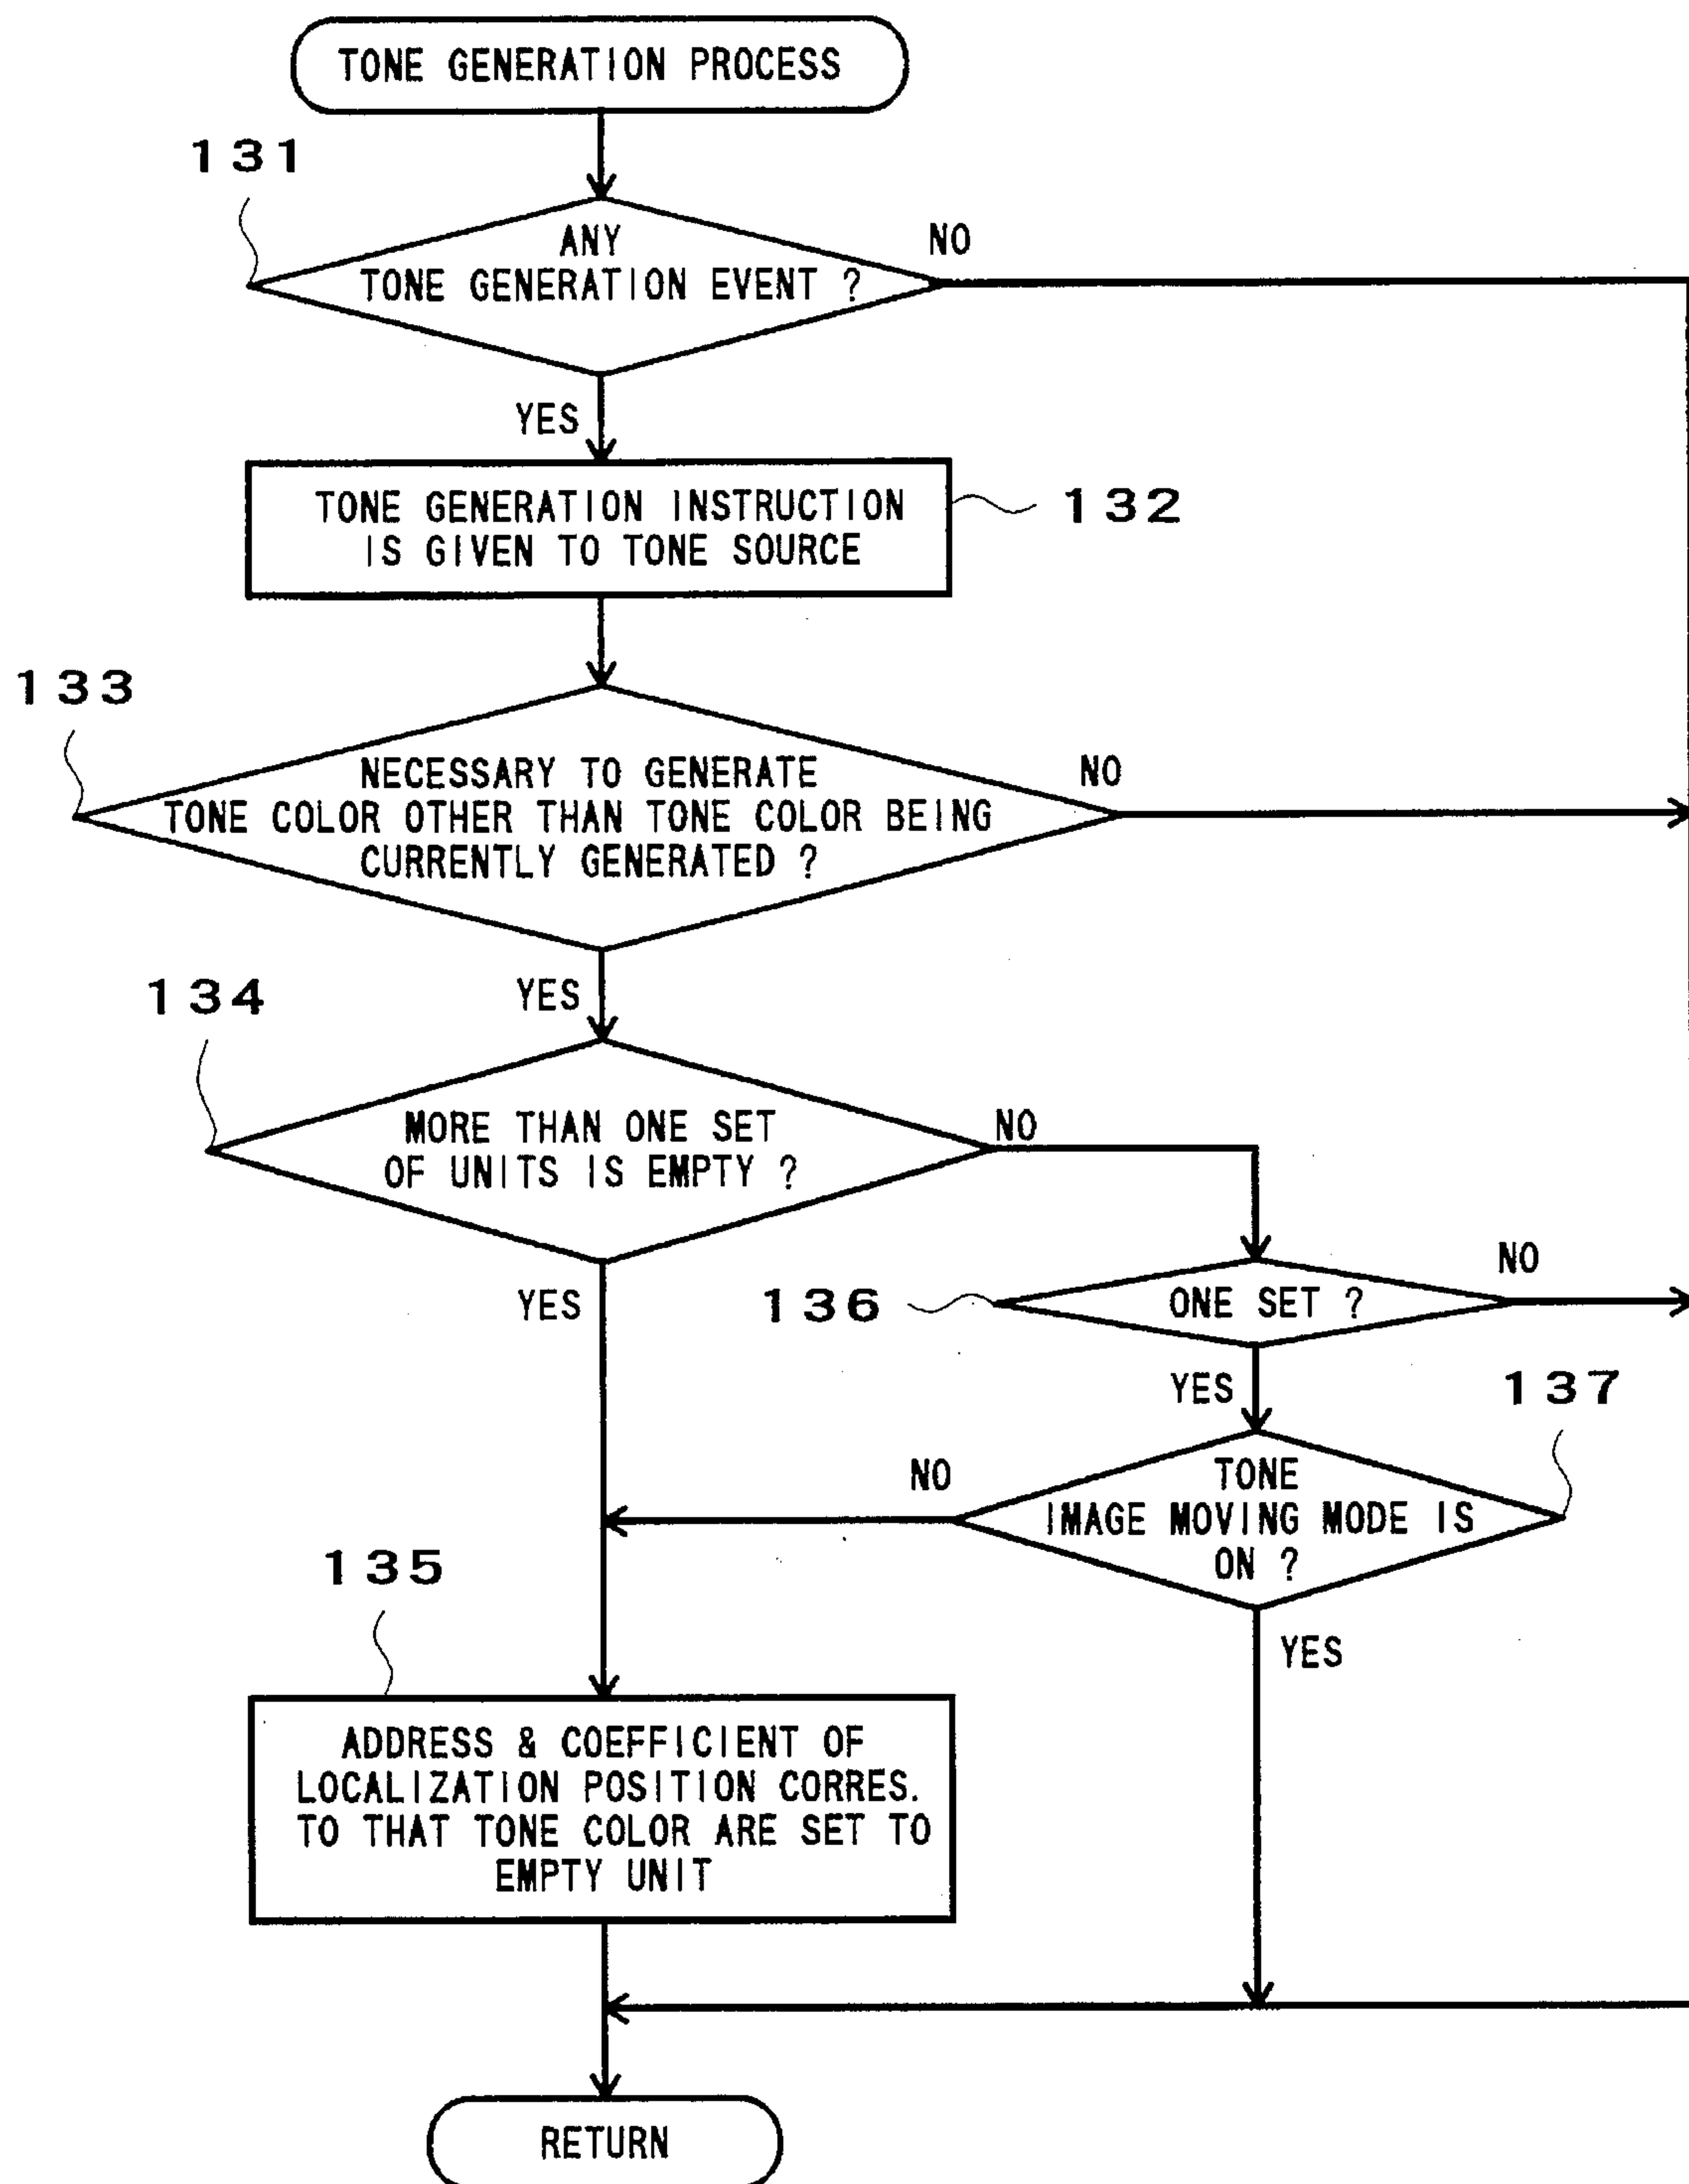 TONE GENERATION PROCESS
131
ANY
TONE GENERATION EVENT ?
NO
YES
TONE GENERATION INSTRUCTION
IS GIVEN TO TONE SOURCE
132
133
NECESSARY TO GENERATE
TONE COLOR OTHER THAN TONE COLOR BEING
CURRENTLY GENERATED ?
NO
YES
134
MORE THAN ONE SET
OF UNITS IS EMPTY ?
NO
YES
136
ONE SET ?
NO
YES
137
TONE
IMAGE MOVING MODE IS
ON ?
NO
YES
135
ADDRESS & COEFFICIENT OF
LOCALIZATION POSITION CORRES.
TO THAT TONE COLOR ARE SET TO
EMPTY UNIT
RETURN